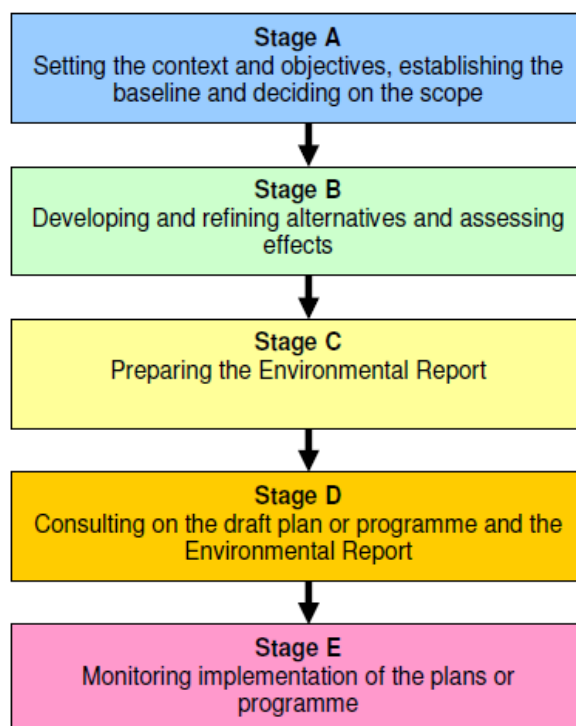 Stage A
Setting the context and objectives, establishing the
baseline and deciding on the scope
Stage B
Developing and refining alternatives and assessing
effects
Stage C
Preparing the Environmental Report
Stage D
Consulting on the draft plan or programme and the
Environmental Report
Stage E
Monitoring implementation of the plans or
programme